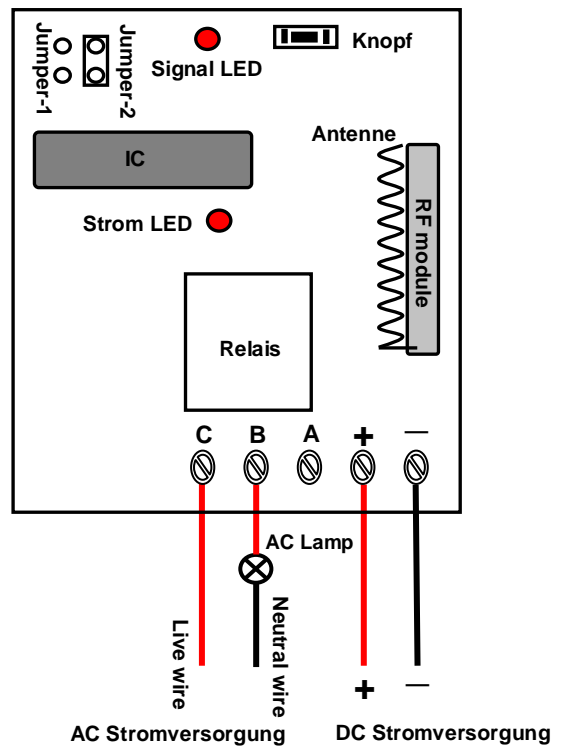 Jumper-1
Jumper-2
Signal LED
Knopf
Antenne
IC
RF module
Strom LED
Relais
C B A + —
AC Lamp
Live wire
Neutral wire
+ —
AC Stromversorgung
DC Stromversorgung